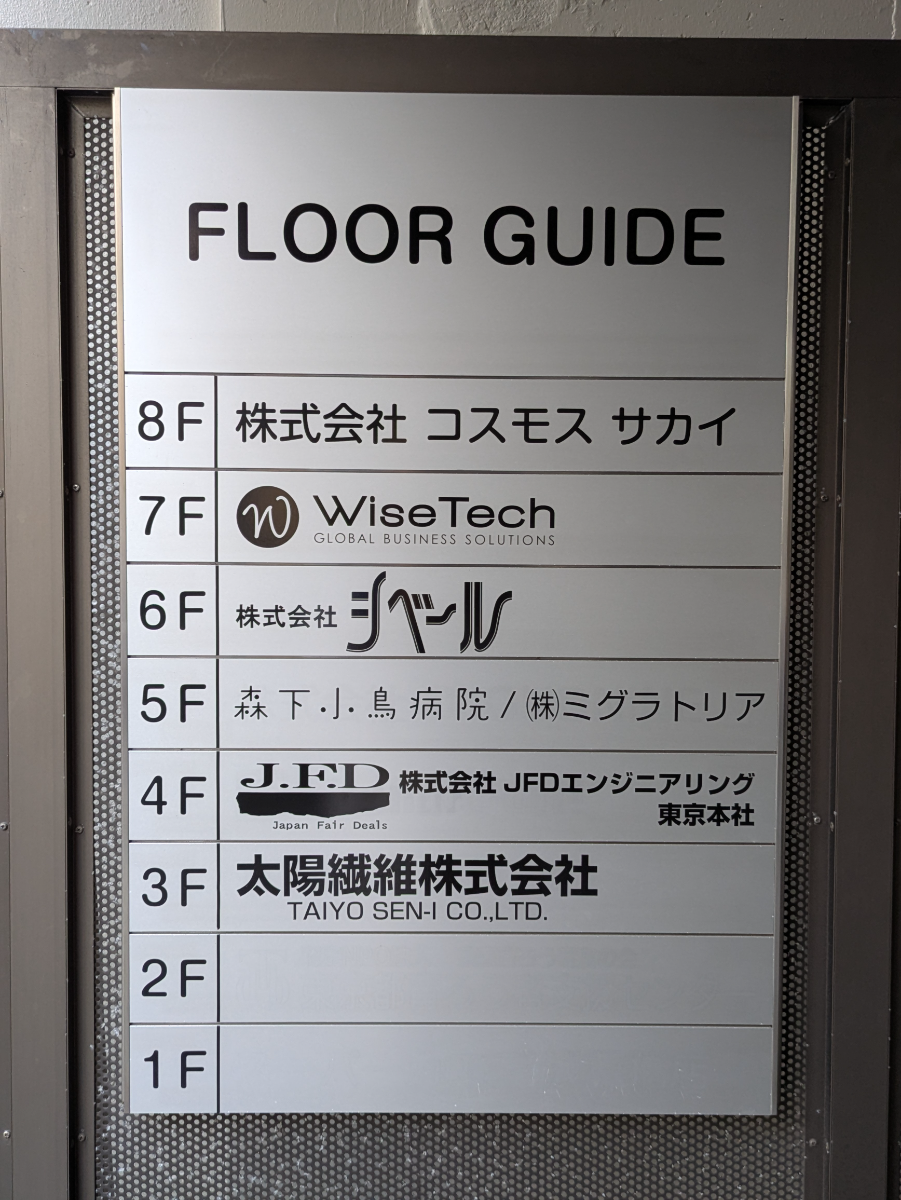 FLOOR GUIDE
8F 株式会社 コスモス サカイ
7F W WiseTech
GLOBAL BUSINESS SOLUTIONS
6F 株式会社 シベール
5F 森下小鳥病院/㈱ミグラトリア
4F J.F.D 株式会社 JFDエンジニアリング
Japan Fair Deals 東京本社
3F 太陽繊維株式会社
TAIYO SEN-I CO.,LTD.
2F
1F